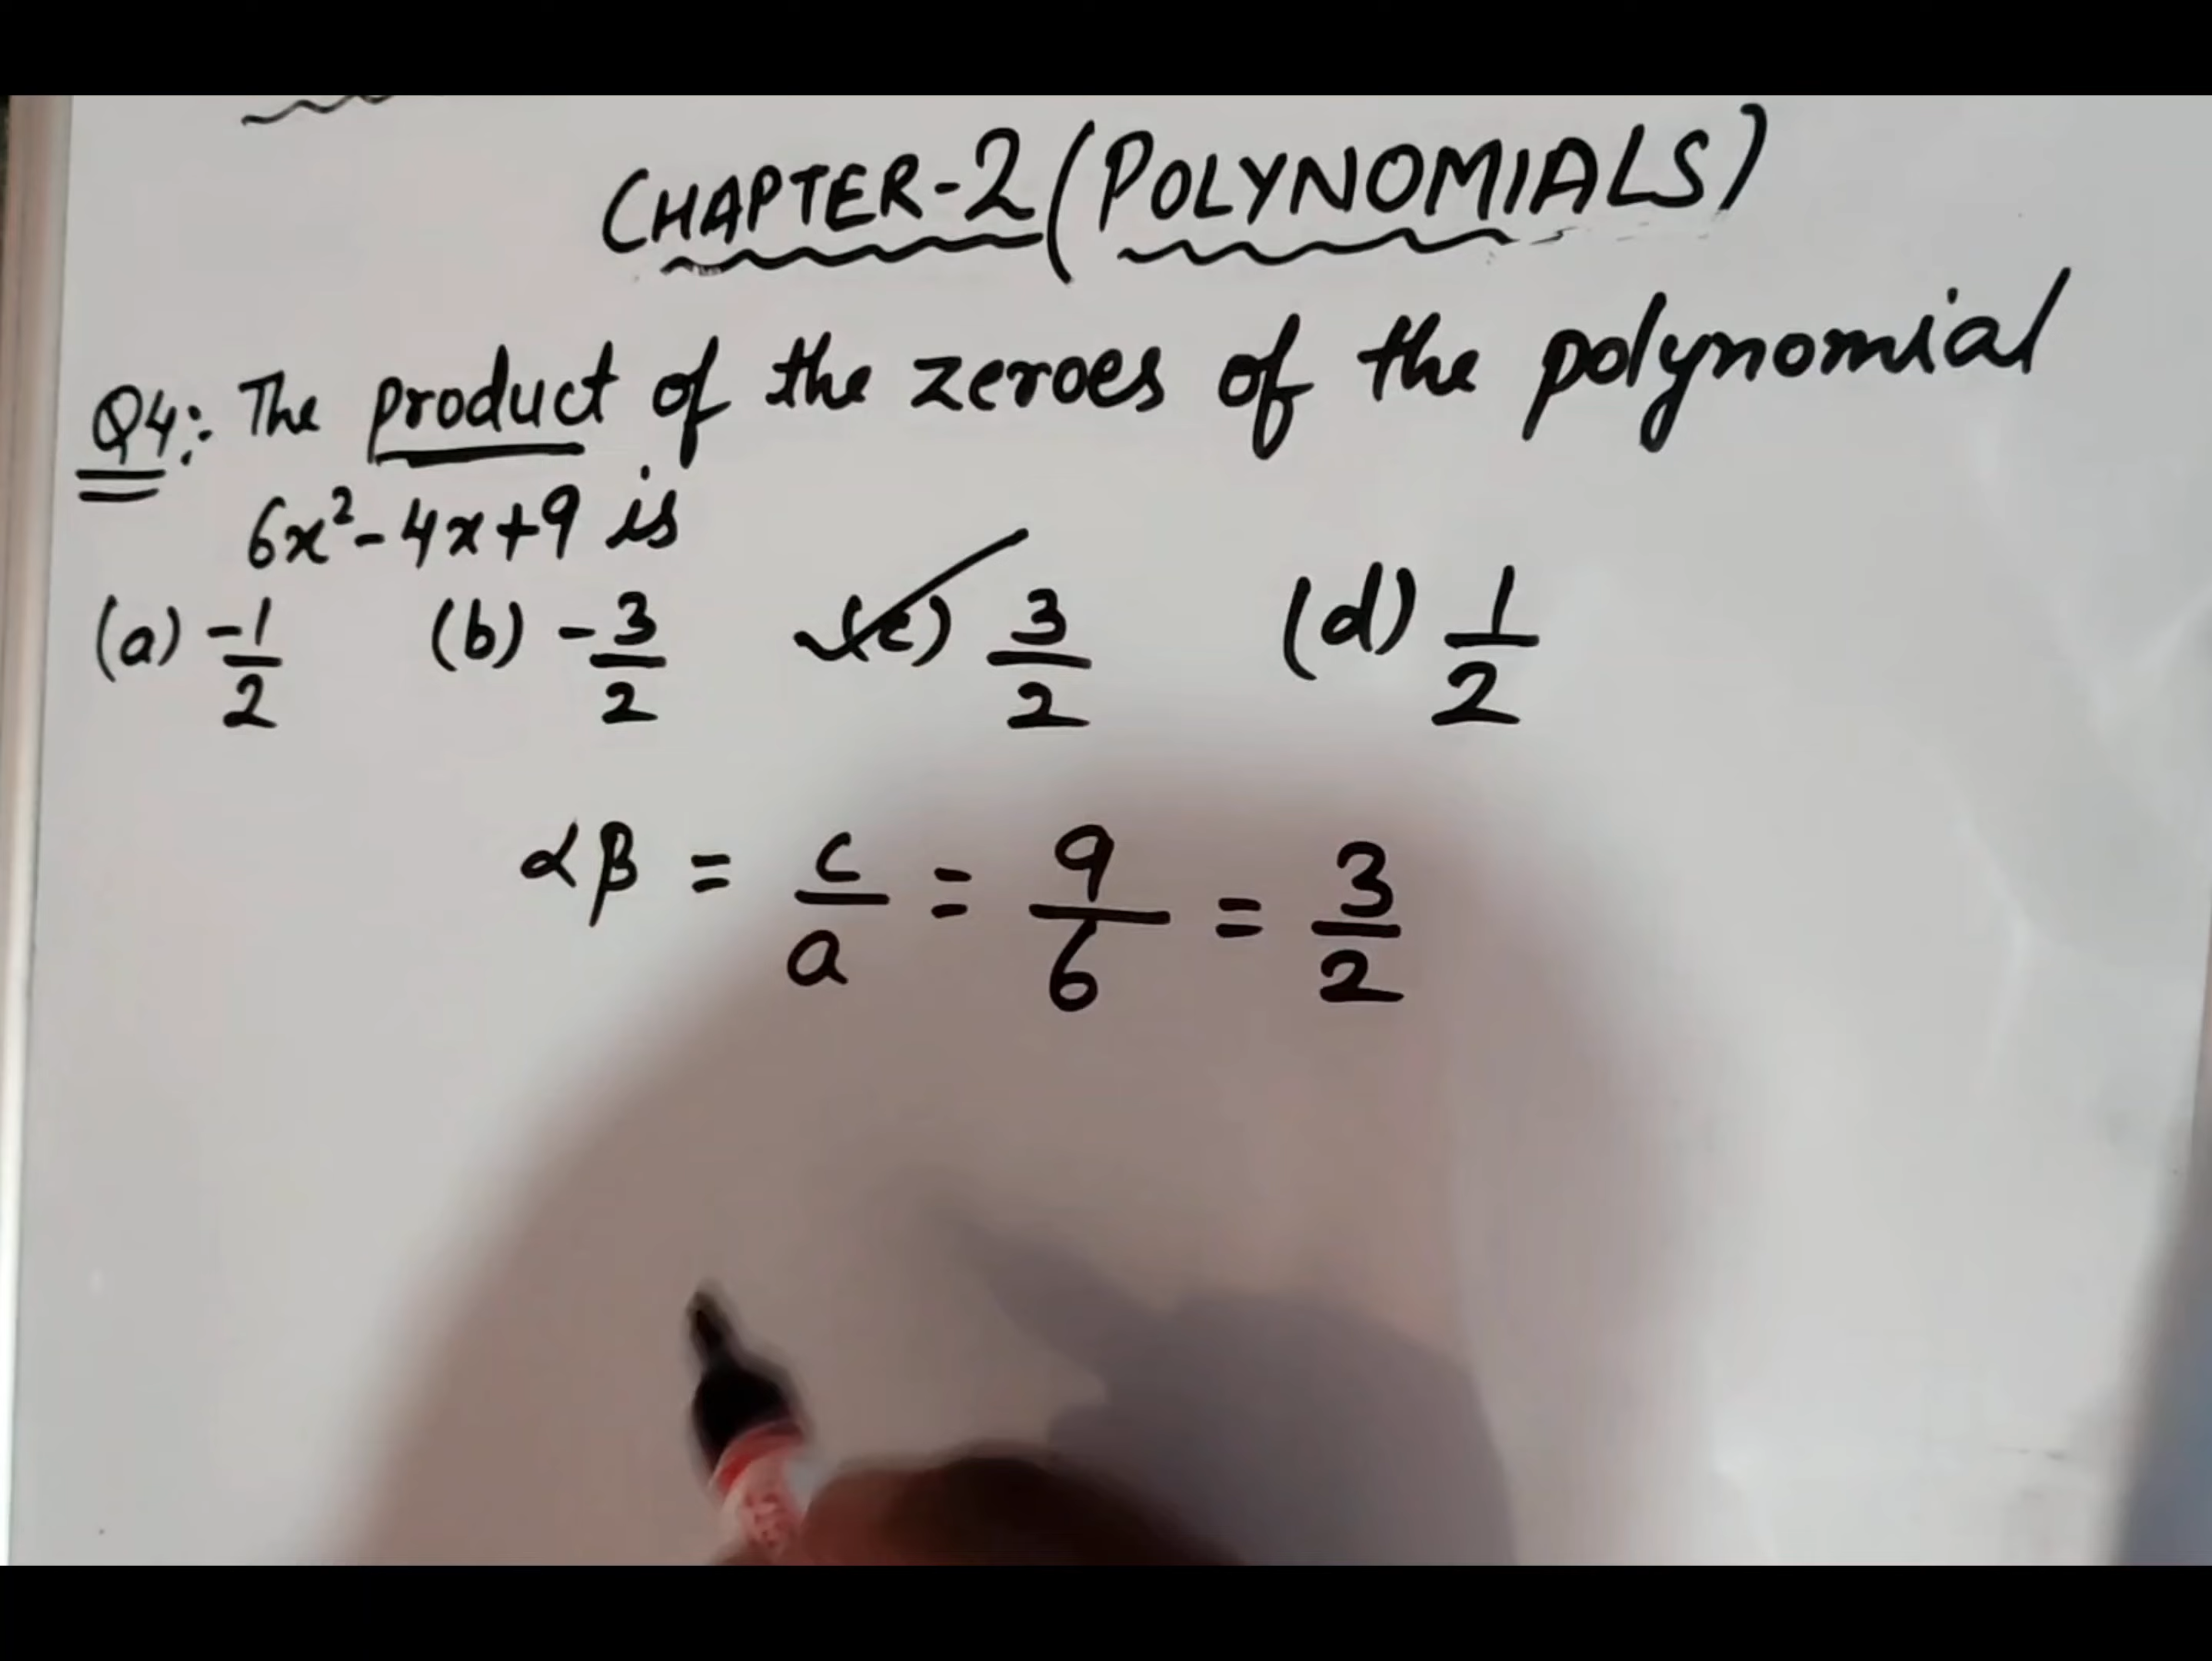 CHAPTER-2 (POLYNOMIALS)
Q4:. The product of the zeroes of the polynomial
6x² - 4x + 9 is
(a) -1/2 (b) -3/2 ✓(c) 3/2 (d) 1/2
αβ = c/a = 9/6 = 3/2